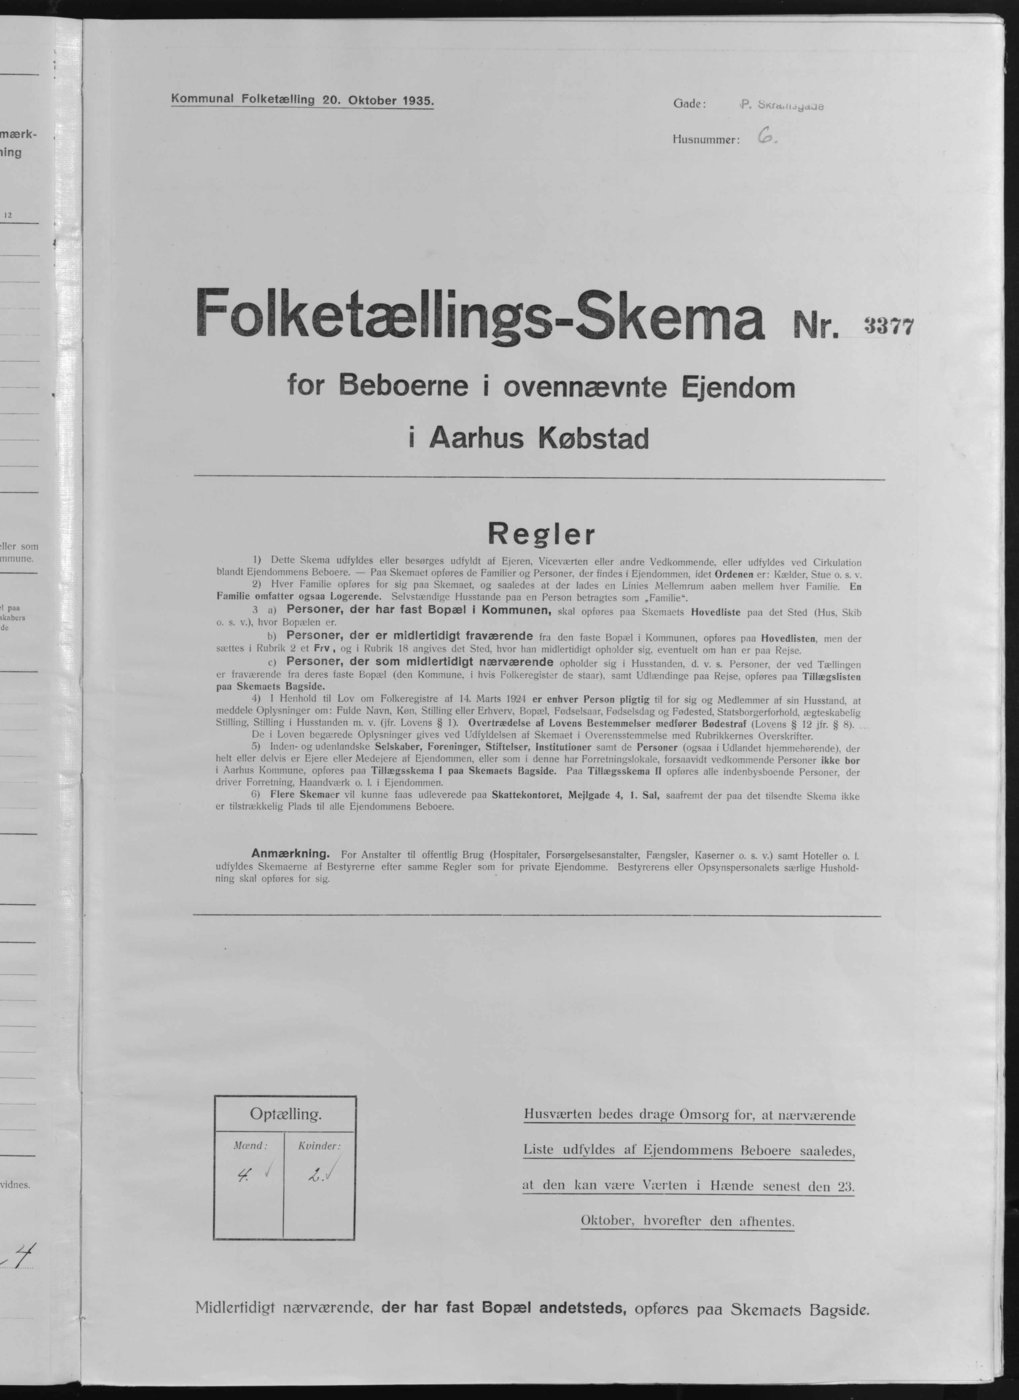 mærk-
ning
12
eller som
mmune.
el paa
skabers
de
vidnes.
4
Kommunal Folketælling 20. Oktober 1935.
Gade: P. Skramsgade
Husnummer: 6.
Folketællings-Skema Nr. 3377
for Beboerne i ovennævnte Ejendom
i Aarhus Købstad
Regler
1) Dette Skema udfyldes eller besørges udfyldt af Ejeren, Viceværten eller andre Vedkommende, eller udfyldes ved Cirkulation
blandt Ejendommens Beboere. — Paa Skemaet opføres de Familier og Personer, der findes i Ejendommen, idet Ordenen er: Kælder, Stue o. s. v.
2) Hver Familie opføres for sig paa Skemaet, og saaledes at der lades en Linies Mellemrum aaben mellem hver Familie. En
Familie omfatter ogsaa Logerende. Selvstændige Husstande paa en Person betragtes som „Familie“.
3 a) Personer, der har fast Bopæl i Kommunen, skal opføres paa Skemaets Hovedliste paa det Sted (Hus, Skib
o. s. v.), hvor Bopælen er.
b) Personer, der er midlertidigt fraværende fra den faste Bopæl i Kommunen, opføres paa Hovedlisten, men der
sættes i Rubrik 2 et Frv, og i Rubrik 18 angives det Sted, hvor han midlertidigt opholder sig, eventuelt om han er paa Rejse.
c) Personer, der som midlertidigt nærværende opholder sig i Husstanden, d. v. s. Personer, der ved Tællingen
er fraværende fra deres faste Bopæl (den Kommune, i hvis Folkeregister de staar), samt Udlændinge paa Rejse, opføres paa Tillægslisten
paa Skemaets Bagside.
4) I Henhold til Lov om Folkeregistre af 14. Marts 1924 er enhver Person pligtig til for sig og Medlemmer af sin Husstand, at
meddele Oplysninger om: Fulde Navn, Køn, Stilling eller Erhverv, Bopæl, Fødselsaar, Fødselsdag og Fødested, Statsborgerforhold, ægteskabelig
Stilling, Stilling i Husstanden m. v. (jfr. Lovens § 1). Overtrædelse af Lovens Bestemmelser medfører Bødestraf (Lovens § 12 jfr. § 8).
De i Loven begærede Oplysninger gives ved Udfyldelsen af Skemaet i Overensstemmelse med Rubrikkernes Overskrifter.
5) Inden- og udenlandske Selskaber, Foreninger, Stiftelser, Institutioner samt de Personer (ogsaa i Udlandet hjemmehørende), der
helt eller delvis er Ejere eller Medejere af Ejendommen, eller som i denne har Forretningslokale, forsaavidt vedkommende Personer ikke bor
i Aarhus Kommune, opføres paa Tillægsskema I paa Skemaets Bagside. Paa Tillægsskema II opføres alle indenbysboende Personer, der
driver Forretning, Haandværk o. l. i Ejendommen.
6) Flere Skemaer vil kunne faas udleverede paa Skattekontoret, Mejlgade 4, 1. Sal, saafremt der paa det tilsendte Skema ikke
er tilstrækkelig Plads til alle Ejendommens Beboere.
Anmærkning. For Anstalter til offentlig Brug (Hospitaler, Forsørgelsesanstalter, Fængsler, Kaserner o. s. v.) samt Hoteller o. l.
udfyldes Skemaerne af Bestyrerne efter samme Regler som for private Ejendomme. Bestyrerens eller Opsynspersonalets særlige Hushold-
ning skal opføres for sig.
Optælling.
Mænd: Kvinder:
4. 2.
Husværten bedes drage Omsorg for, at nærværende
Liste udfyldes af Ejendommens Beboere saaledes,
at den kan være Værten i Hænde senest den 23.
Oktober, hvorefter den afhentes.
Midlertidigt nærværende, der har fast Bopæl andetsteds, opføres paa Skemaets Bagside.